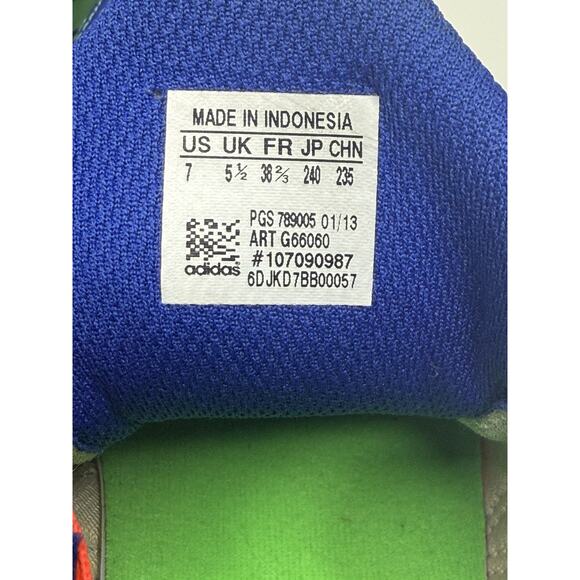 MADE IN INDONESIA
US UK FR JP CHN
7 5½ 38⅔ 240 235
PGS 789005 01/13
ART G66060
#107090987
adidas 6DJKD7BB00057